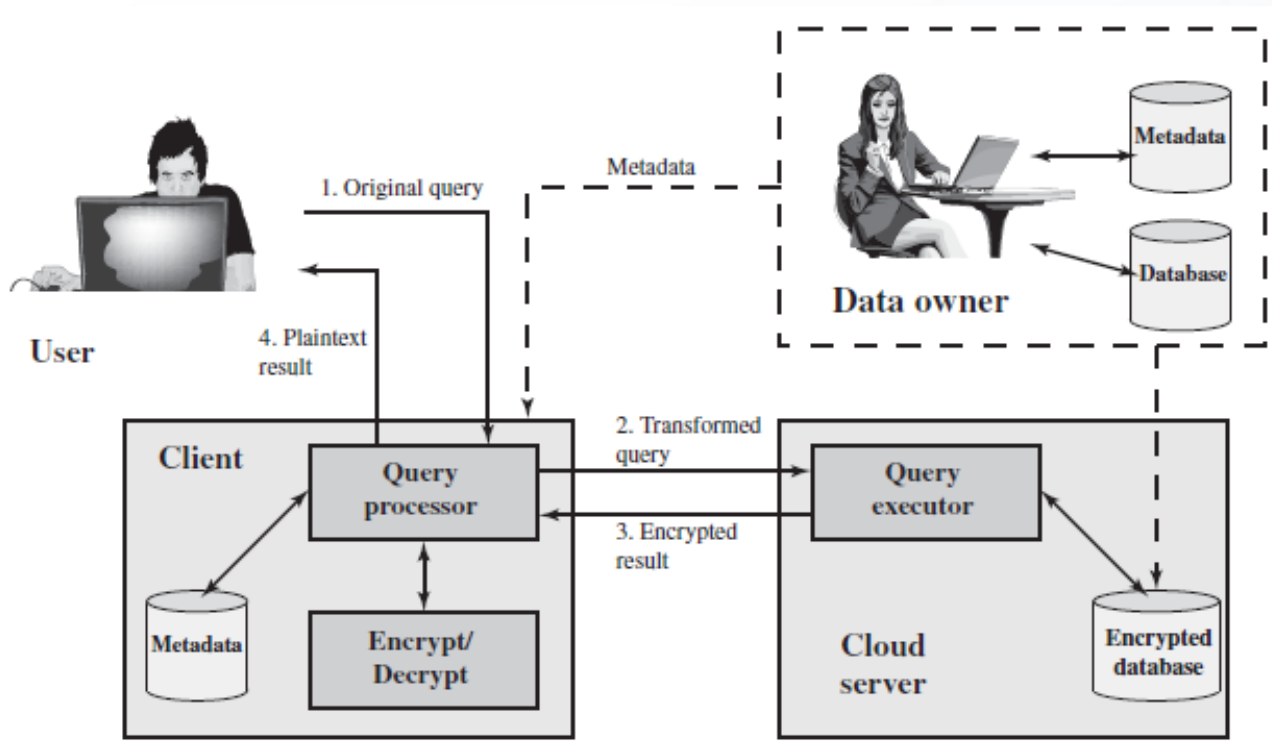 Metadata
Metadata
Database
Data owner
1. Original query
4. Plaintext
result
User
Client
Query
processor
Metadata
Encrypt/
Decrypt
2. Transformed
query
3. Encrypted
result
Query
executor
Cloud
server
Encrypted
database